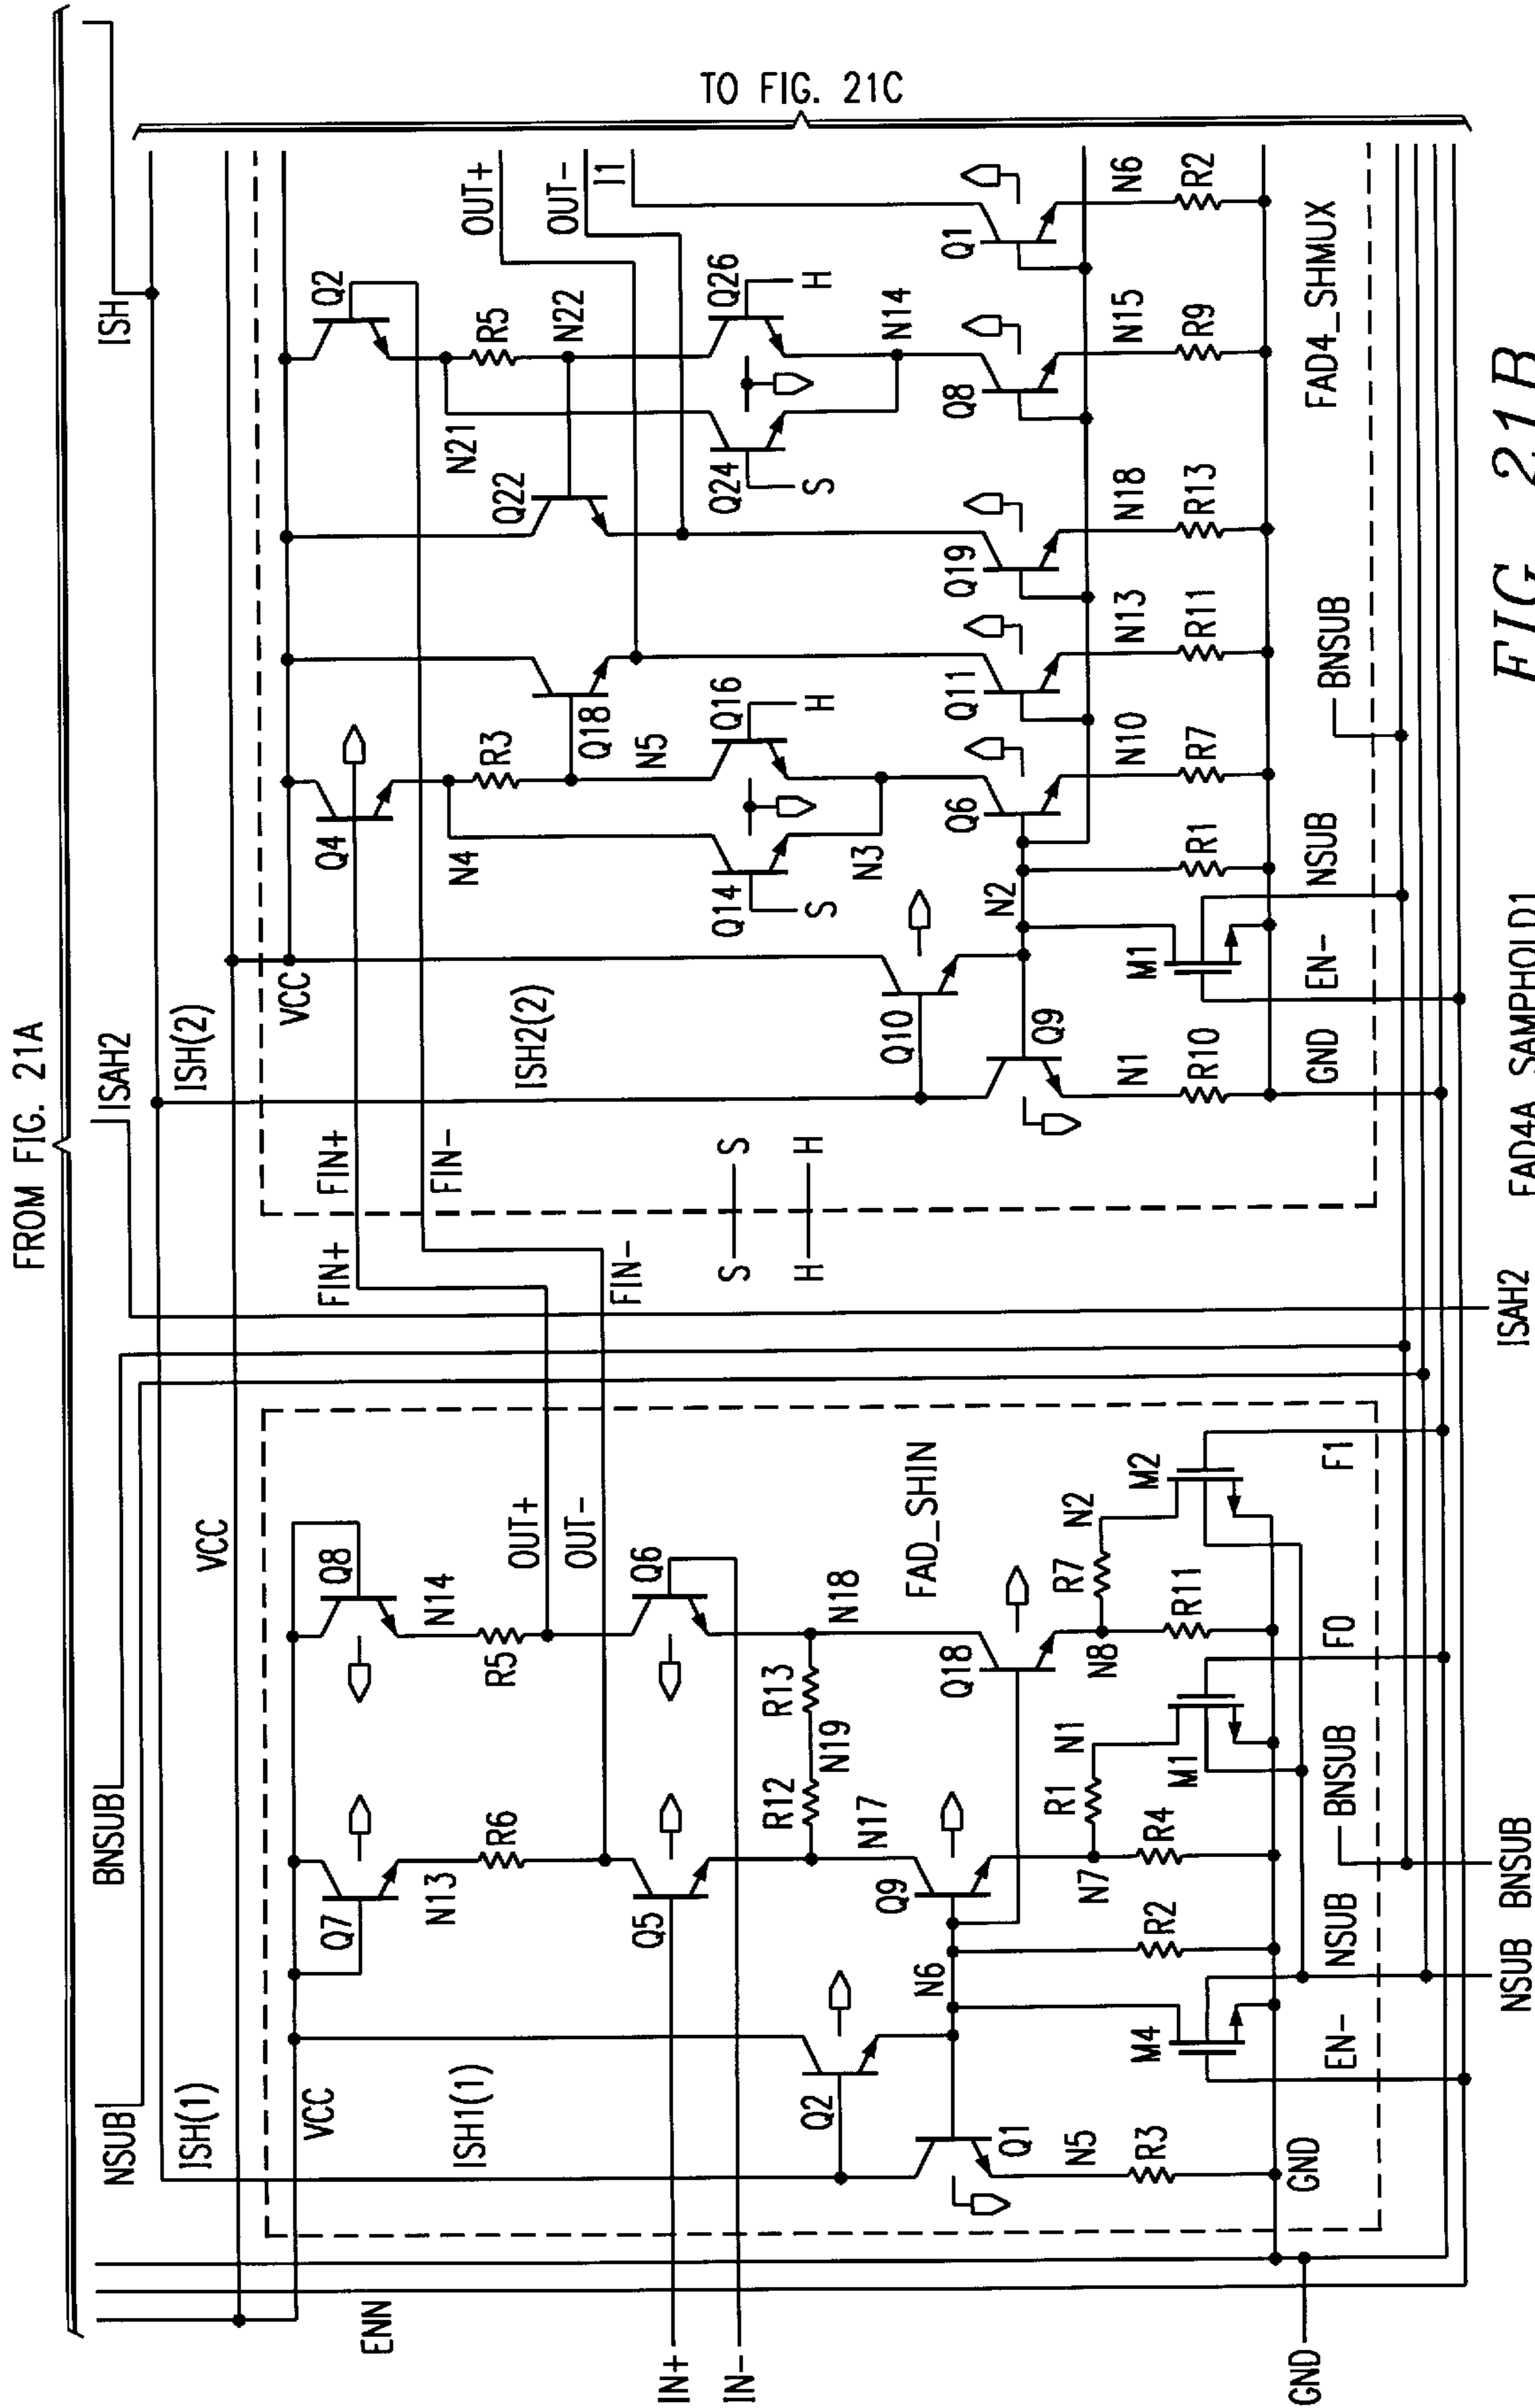 FROM FIG. 21A
TO FIG. 21C
NSUB
BNSUB
ISAH2
ISH
ISH(1)
VCC
ISH(2)
VCC
ISH1(1)
ENN
IN+
IN-
Q7
N13
R6
Q8
N14
R5
OUT+
OUT-
Q5
Q6
R12
N19
R13
N17
N18
Q2
Q1
N6
Q9
Q18
FAD_SHIN
N5
R3
GND
M4
EN-
R2
NSUB
N7
R4
R1
N1
M1
BNSUB
F0
N8
R11
R7
N2
M2
F1
GND
NSUB
BNSUB
ISAH2
FIN+
FIN-
FIN+
FIN-
S
S
H
H
VCC
ISH2(2)
Q4
N4
R3
N5
Q18
Q14
S
Q16
H
N3
Q10
Q9
N2
N1
R10
GND
M1
EN-
R1
NSUB
Q6
N10
R7
Q11
N13
R11
BNSUB
Q19
N18
R13
Q22
N21
Q2
R5
N22
Q24
S
Q26
H
N14
Q8
N15
R9
Q1
N6
R2
OUT+
OUT-
I1
FAD4_SHMUX
FAD4A_SAMPHOLD1
FIG. 21B